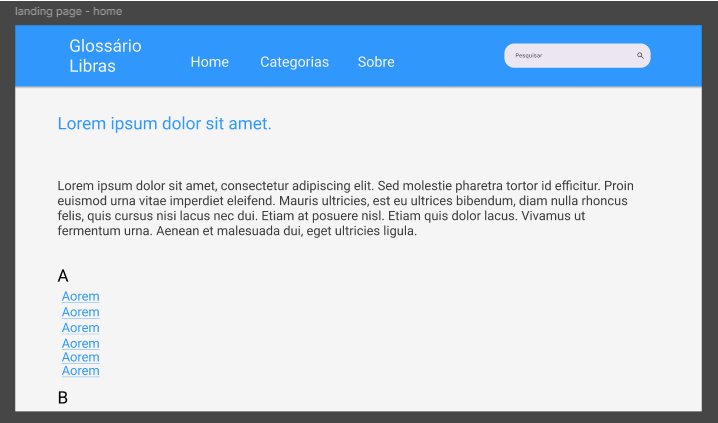 landing page - home
Glossário
Libras
Home
Categorias
Sobre
Pesquisar
Lorem ipsum dolor sit amet.
Lorem ipsum dolor sit amet, consectetur adipiscing elit. Sed molestie pharetra tortor id efficitur. Proin
euismod urna vitae imperdiet eleifend. Mauris ultricies, est eu ultrices bibendum, diam nulla rhoncus
felis, quis cursus nisi lacus nec dui. Etiam at posuere nisl. Etiam quis dolor lacus. Vivamus ut
fermentum urna. Aenean et malesuada dui, eget ultricies ligula.
A
Aorem
Aorem
Aorem
Aorem
Aorem
Aorem
B